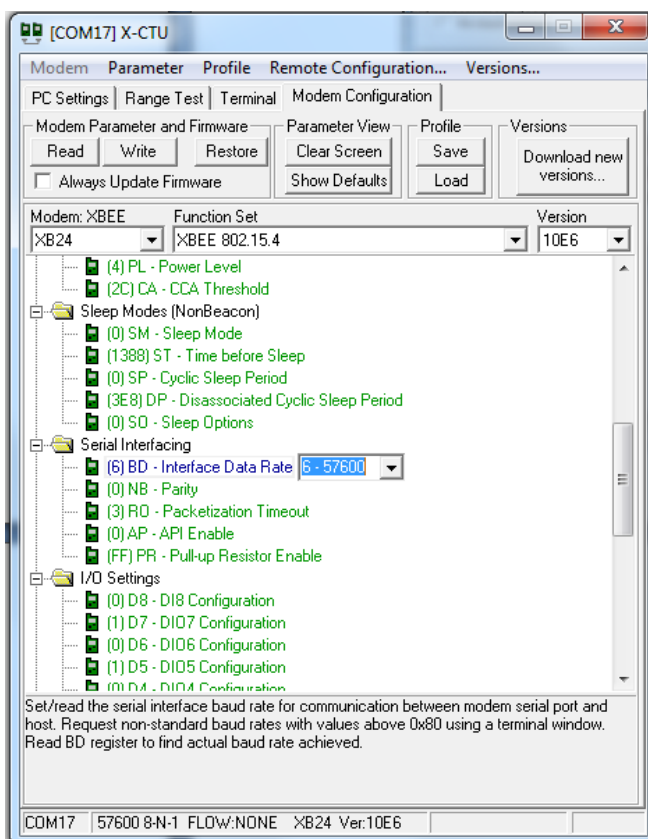 [COM17] X-CTU
Modem Parameter Profile Remote Configuration... Versions...
PC Settings Range Test Terminal Modem Configuration
Modem Parameter and Firmware Parameter View Profile Versions
Read Write Restore Clear Screen Save Download new versions...
Always Update Firmware Show Defaults Load
Modem: XBEE Function Set Version
XB24 XBEE 802.15.4 10E6
(4) PL - Power Level
(2C) CA - CCA Threshold
Sleep Modes (NonBeacon)
(0) SM - Sleep Mode
(1388) ST - Time before Sleep
(0) SP - Cyclic Sleep Period
(3E8) DP - Disassociated Cyclic Sleep Period
(0) SO - Sleep Options
Serial Interfacing
(6) BD - Interface Data Rate 6 - 57600
(0) NB - Parity
(3) RO - Packetization Timeout
(0) AP - API Enable
(FF) PR - Pull-up Resistor Enable
I/O Settings
(0) D8 - DI8 Configuration
(1) D7 - DIO7 Configuration
(0) D6 - DIO6 Configuration
(1) D5 - DIO5 Configuration
(0) D4 - DIO4 Configuration
Set/read the serial interface baud rate for communication between modem serial port and
host. Request non-standard baud rates with values above 0x80 using a terminal window.
Read BD register to find actual baud rate achieved.
COM17 57600 8-N-1 FLOW:NONE XB24 Ver:10E6